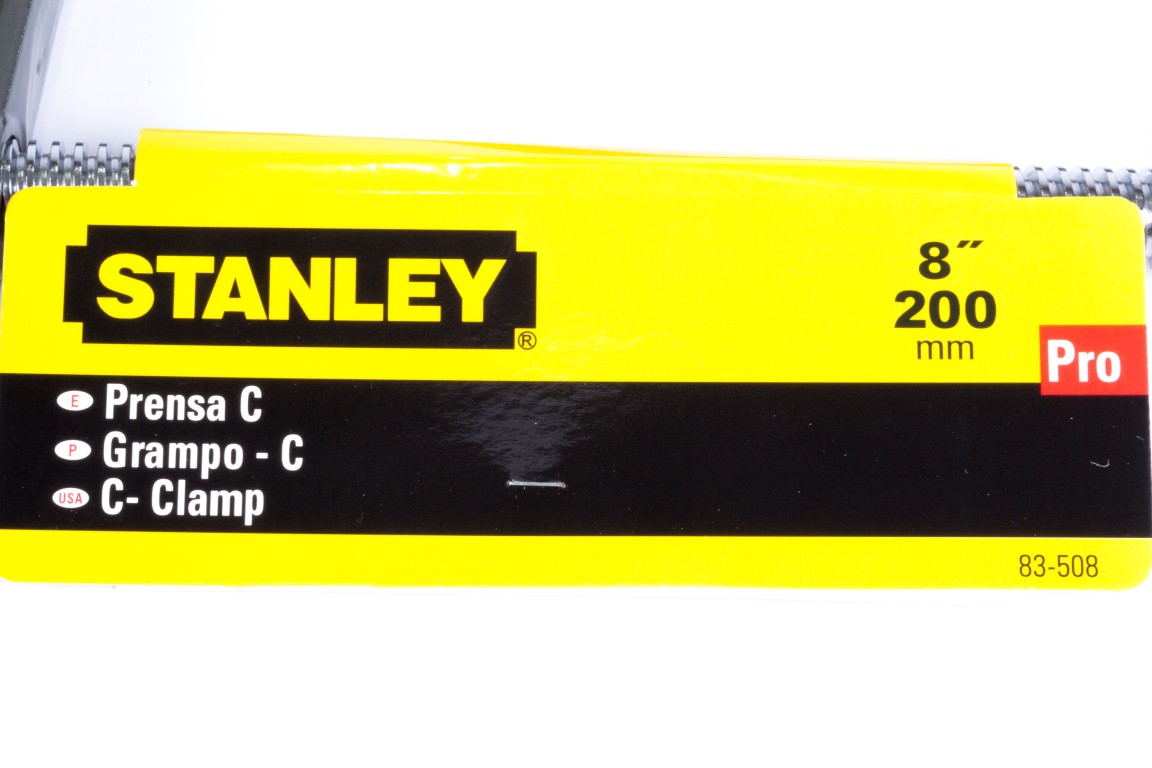 STANLEY®
8″
200
mm
Pro
E Prensa C
P Grampo - C
USA C- Clamp
83-508